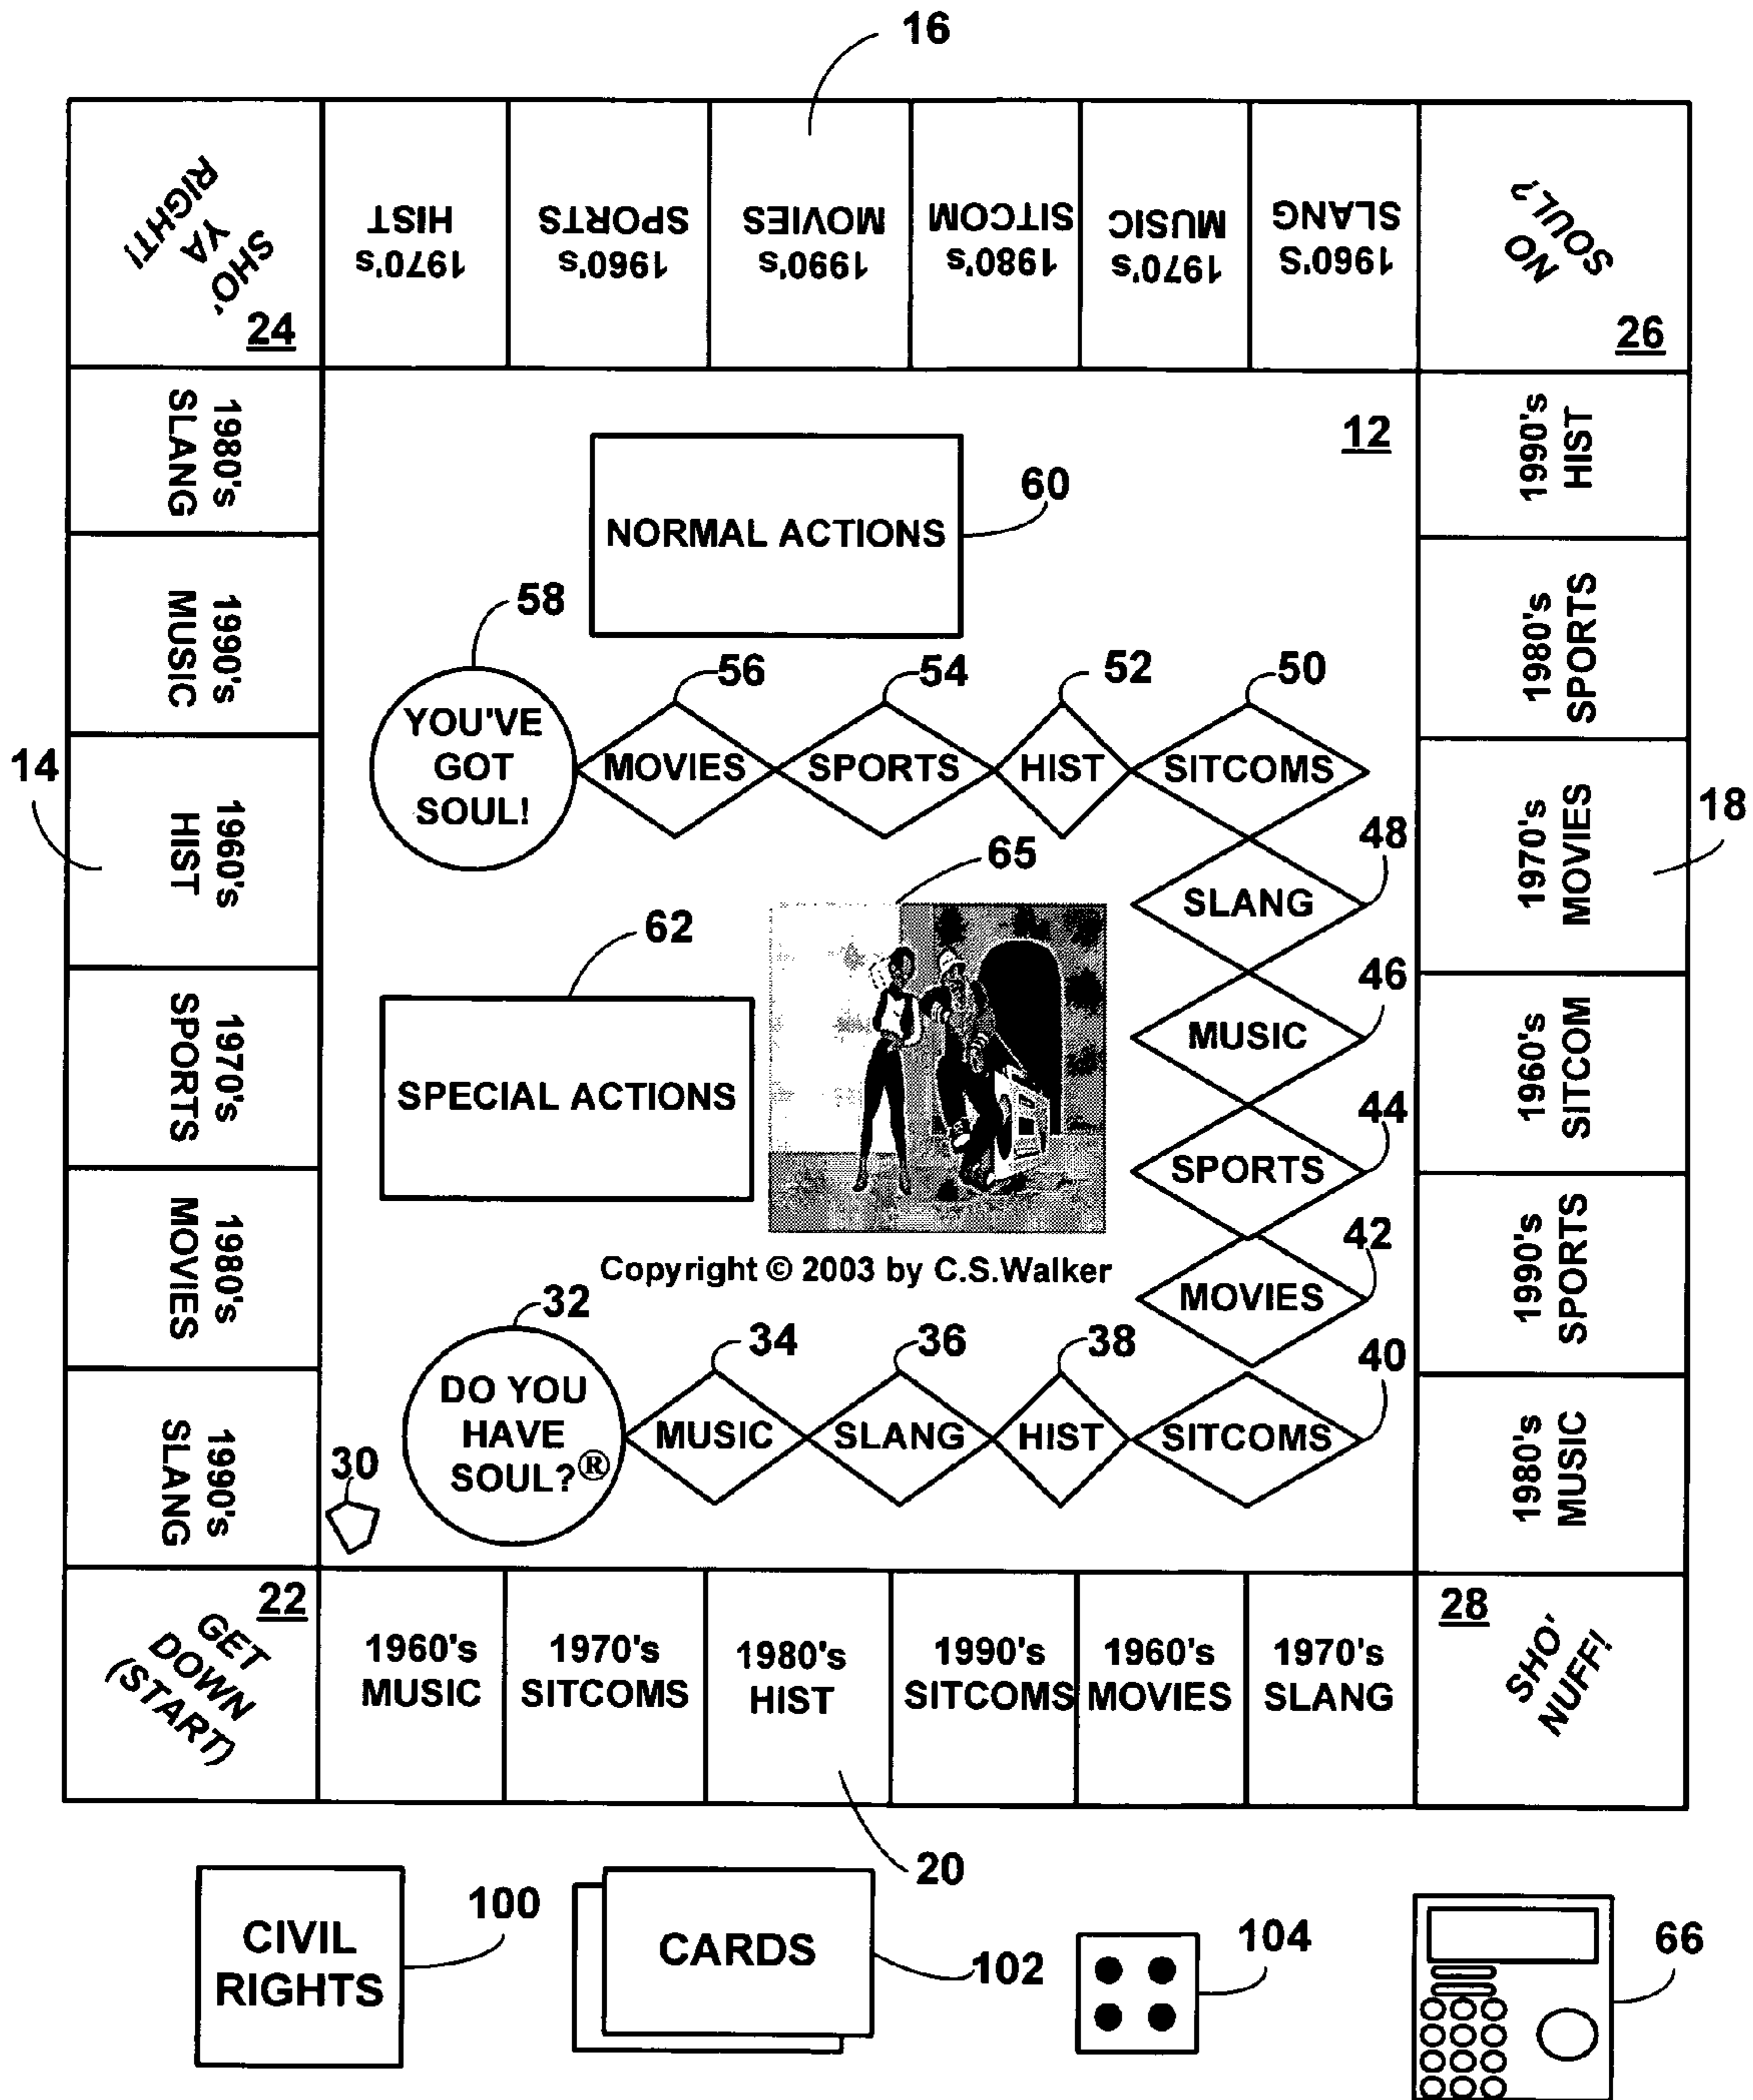 16
SHO'
YA
RIGHT!
24
1970's
HIST
1960's
SPORTS
1990's
MOVIES
1980's
SITCOM
1970's
MUSIC
1960'S
SLANG
NO
SOUL?
26
1980's
SLANG
1990's
MUSIC
14
1960's
HIST
1970's
SPORTS
1980's
MOVIES
1990's
SLANG
12
NORMAL ACTIONS
60
58
YOU'VE
GOT
SOUL!
56
MOVIES
54
SPORTS
52
HIST
50
SITCOMS
48
SLANG
65
62
SPECIAL ACTIONS
46
MUSIC
44
SPORTS
42
MOVIES
Copyright © 2003 by C.S.Walker
32
DO YOU
HAVE
SOUL?®
34
MUSIC
36
SLANG
38
HIST
40
SITCOMS
30
1990's
HIST
1980's
SPORTS
1970's
MOVIES
18
1960's
SITCOM
1990's
SPORTS
1980's
MUSIC
22
GET
DOWN
(START)
1960's
MUSIC
1970's
SITCOMS
1980's
HIST
1990's
SITCOMS
1960's
MOVIES
1970's
SLANG
28
SHO'
NUFF!
20
CIVIL
RIGHTS
100
CARDS
102
104
66